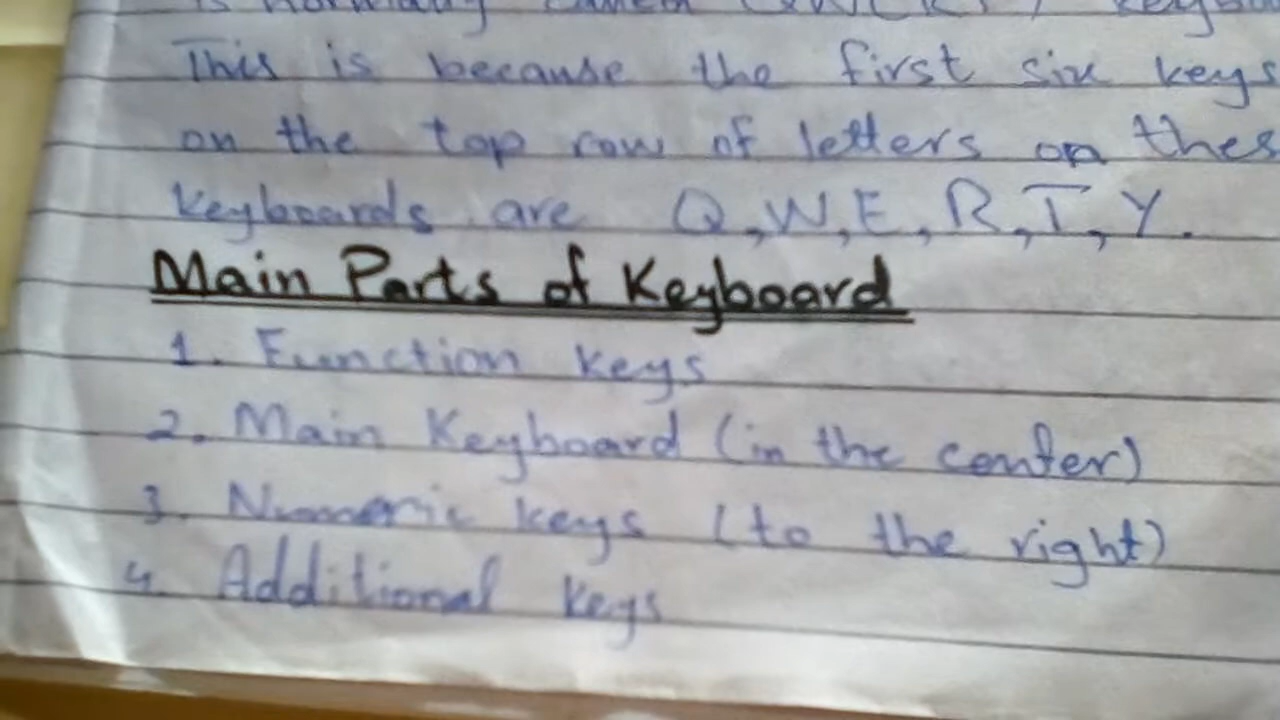 This is because the first six keys
on the top row of letters on thes
keyboards are Q,W,E,R,T,Y.
Main Parts of Keyboard
1. Function keys
2. Main Keyboard (in the center)
3. Numeric keys (to the right)
4. Additional keys